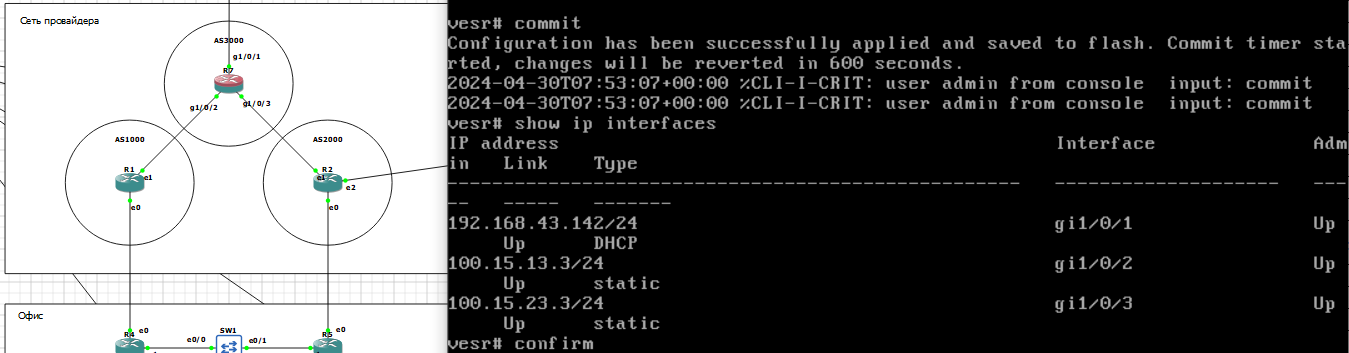 Сеть провайдера
AS3000
g1/0/1
R7
g1/0/2
g1/0/3
AS1000
AS2000
R1
e1
R2
e1
e2
e0
e0
Офис
R4
e0
e0/0
SW1
e0/1
R5
e0
vesr# commit
Configuration has been successfully applied and saved to flash. Commit timer sta
rted, changes will be reverted in 600 seconds.
2024-04-30T07:53:07+00:00 %CLI-I-CRIT: user admin from console  input: commit
2024-04-30T07:53:07+00:00 %CLI-I-CRIT: user admin from console  input: commit
vesr# show ip interfaces
IP address Interface Adm
in Link Type
--------------------------------------------------- -------------------- ---
-- ----- -------
192.168.43.142/24 gi1/0/1 Up
Up DHCP
100.15.13.3/24 gi1/0/2 Up
Up static
100.15.23.3/24 gi1/0/3 Up
Up static
vesr# confirm